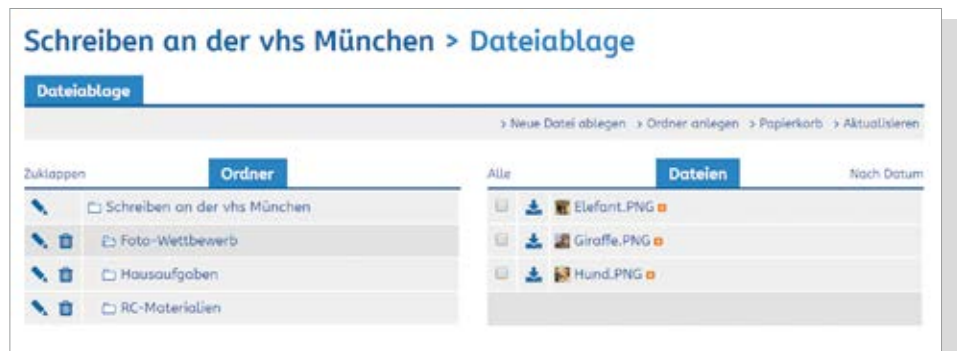 Schreiben an der vhs München > Dateiablage
Dateiablage
> Neue Datei ablegen > Ordner anlegen > Papierkorb > Aktualisieren
Zuklappen Ordner
Schreiben an der vhs München
Foto-Wettbewerb
Hausaufgaben
RC-Materialien
Alle Dateien Nach Datum
Elefant.PNG
Giraffe.PNG
Hund.PNG